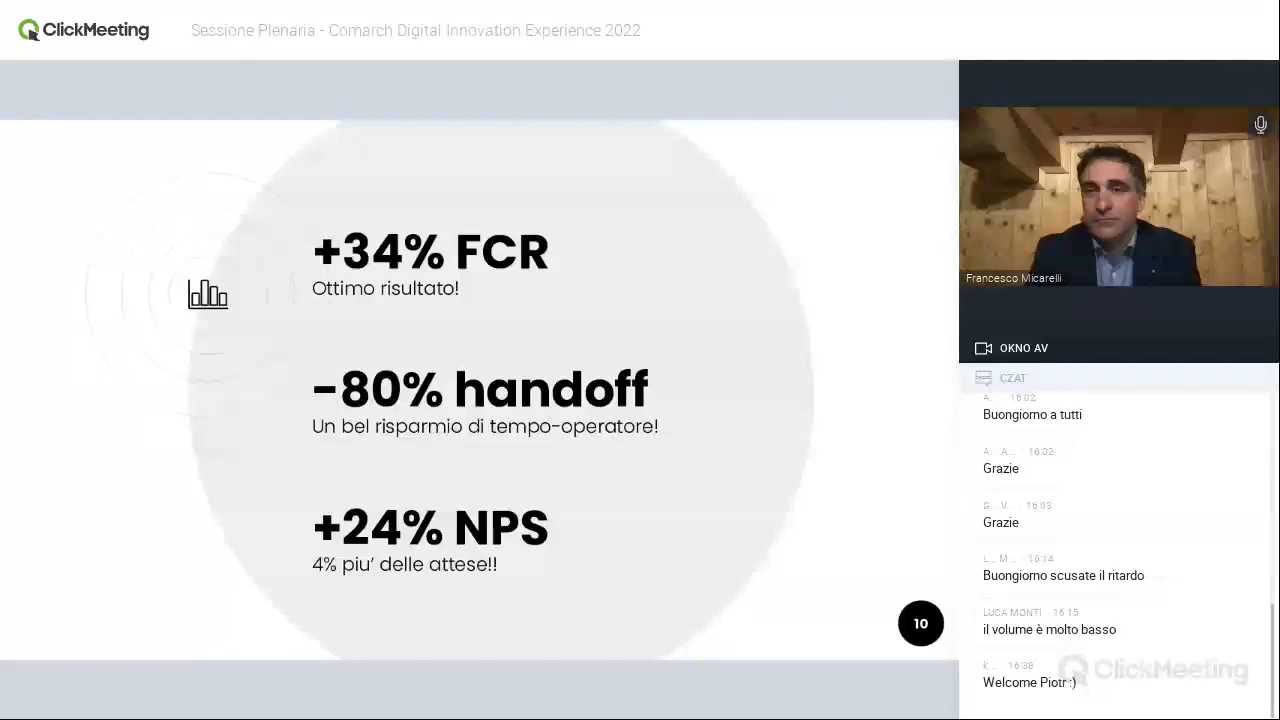 ClickMeeting
Sessione Plenaria - Comarch Digital Innovation Experience 2022
+34% FCR
Ottimo risultato!
-80% handoff
Un bel risparmio di tempo-operatore!
+24% NPS
4% piu’ delle attese!!
10
Francesco Micarelli
OKNO AV
CZAT
A... 16:02
Buongiorno a tutti
A... A... 16:02
Grazie
G... V... 16:03
Grazie
L... M... 16:14
Buongiorno scusate il ritardo
LUCA MONTI 16:15
il volume è molto basso
k... 16:38
Welcome Piotr :)
ClickMeeting